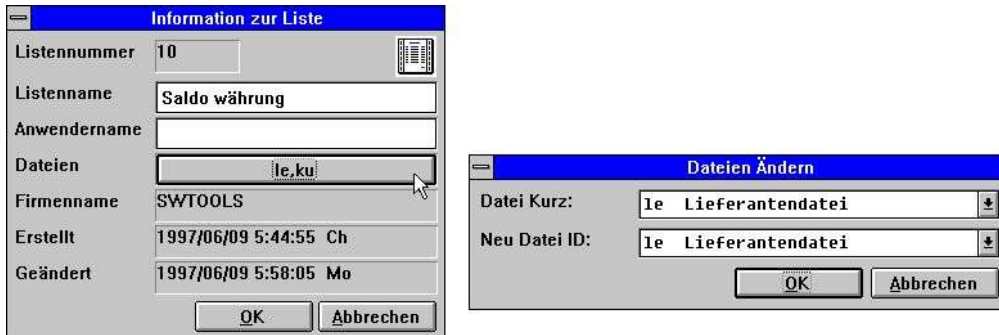 Information zur Liste
Listennummer 10
Listenname Saldo währung
Anwendername
Dateien le,ku
Firmenname SWTOOLS
Erstellt 1997/06/09 5:44:55 Ch
Geändert 1997/06/09 5:58:05 Mo
OK Abbrechen
Dateien Ändern
Datei Kurz: le Lieferantendatei
Neu Datei ID: le Lieferantendatei
OK Abbrechen